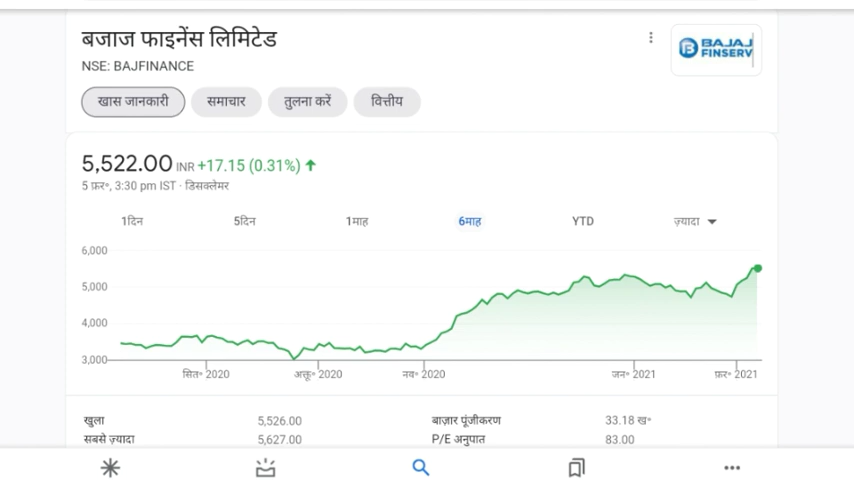 बजाज फाइनेंस लिमिटेड
NSE: BAJFINANCE
BAJAJ
FINSERV
खास जानकारी समाचार तुलना करें वित्तीय
5,522.00 INR +17.15 (0.31%) ↑
5 फ़र॰, 3:30 pm IST · डिसक्लेमर
1दिन 5दिन 1माह 6माह YTD ज़्यादा
6,000
5,000
4,000
3,000
सित॰ 2020 अक्तू॰ 2020 नव॰ 2020 जन॰ 2021 फ़र॰ 2021
खुला 5,526.00 बाज़ार पूंजीकरण 33.18 ख॰
सबसे ज़्यादा 5,627.00 P/E अनुपात 83.00